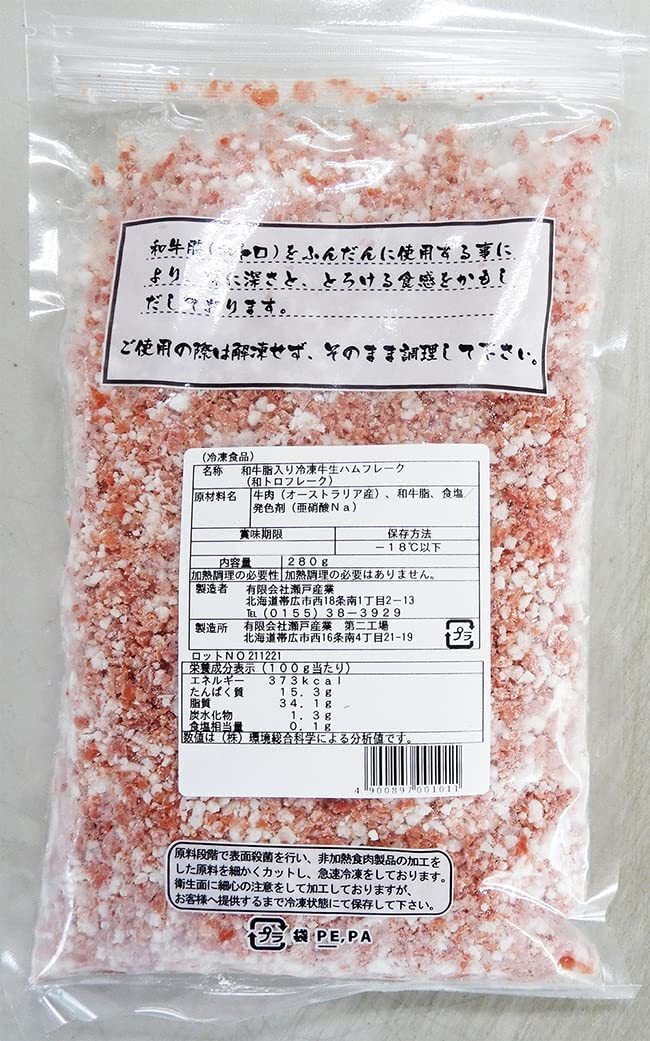 和牛脂（トロ）をふんだんに使用する事に
より に深さと、とろける食感をかもし
だしております。
ご使用の際は解凍せず、そのまま調理して下さい。
（冷凍食品）
名称 和牛脂入り冷凍牛生ハムフレーク
（和トロフレーク）
原材料名 牛肉（オーストラリア産）、和牛脂、食塩／
発色剤（亜硝酸Na）
賞味期限 保存方法
－18℃以下
内容量 280g
加熱調理の必要性 加熱調理の必要はありません。
製造者 有限会社瀬戸産業
北海道帯広市西18条南1丁目2－13
℡（0155）38－3929
製造所 有限会社瀬戸産業 第二工場
北海道帯広市西16条南4丁目21-19
プラ
ロットNO211221
栄養成分表示（100g当たり）
エネルギー 373kcal
たんぱく質 15.3g
脂質 34.1g
炭水化物 1.3g
食塩相当量 0.1g
数値は（株）環境総合科学による分析値です。
4 900897 001011
原料段階で表面殺菌を行い、非加熱食肉製品の加工を
した原料を細かくカットし、急速冷凍をしております。
衛生面に細心の注意をして加工しておりますが、
お客様へ提供するまで冷凍状態にて保存して下さい。
プラ 袋 PE,PA